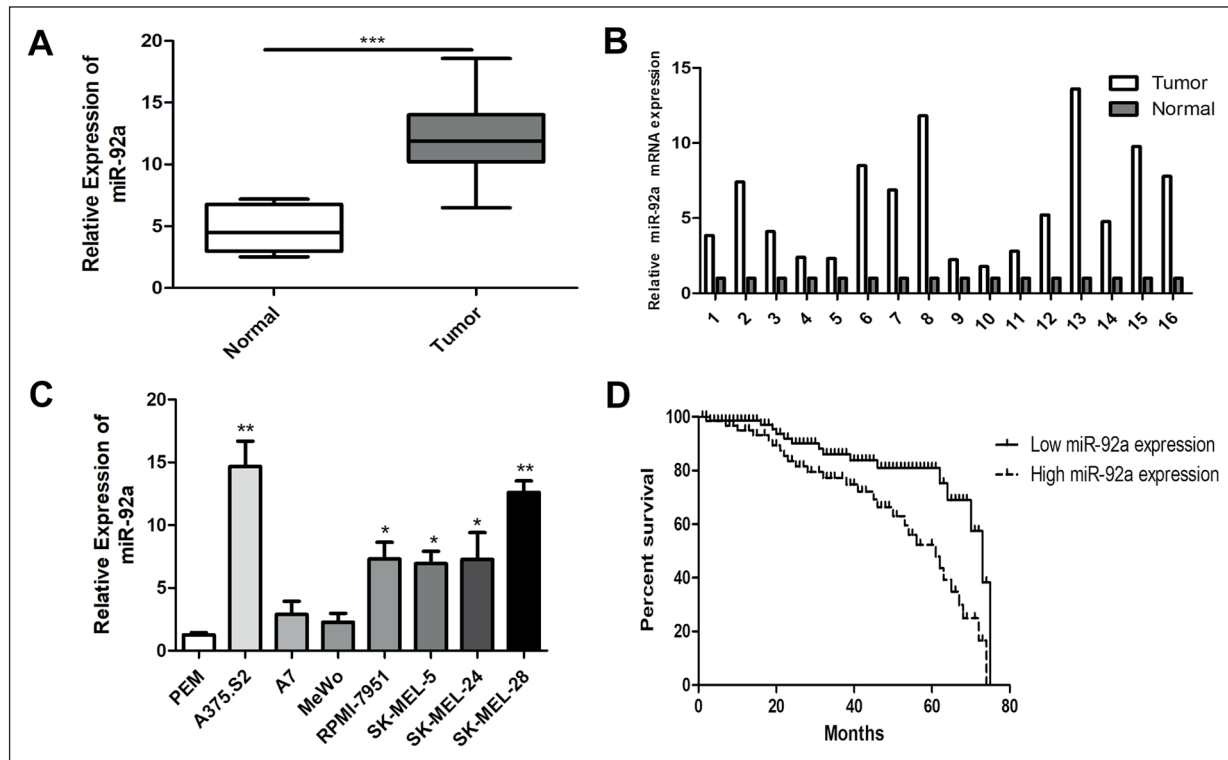 A
Relative Expression of
miR-92a
20
15
10
5
0
***
Normal
Tumor
B
Relative miR-92a mRNA expression
15
10
5
0
Tumor
Normal
1 2 3 4 5 6 7 8 9 10 11 12 13 14 15 16
C
Relative Expression of
miR-92a
20
15
10
5
0
** * * * **
PEM A375.S2 A7 MeWo RPMI-7951 SK-MEL-5 SK-MEL-24 SK-MEL-28
D
Percent survival
100
80
60
40
20
0
0 20 40 60 80
Months
Low miR-92a expression
High miR-92a expression